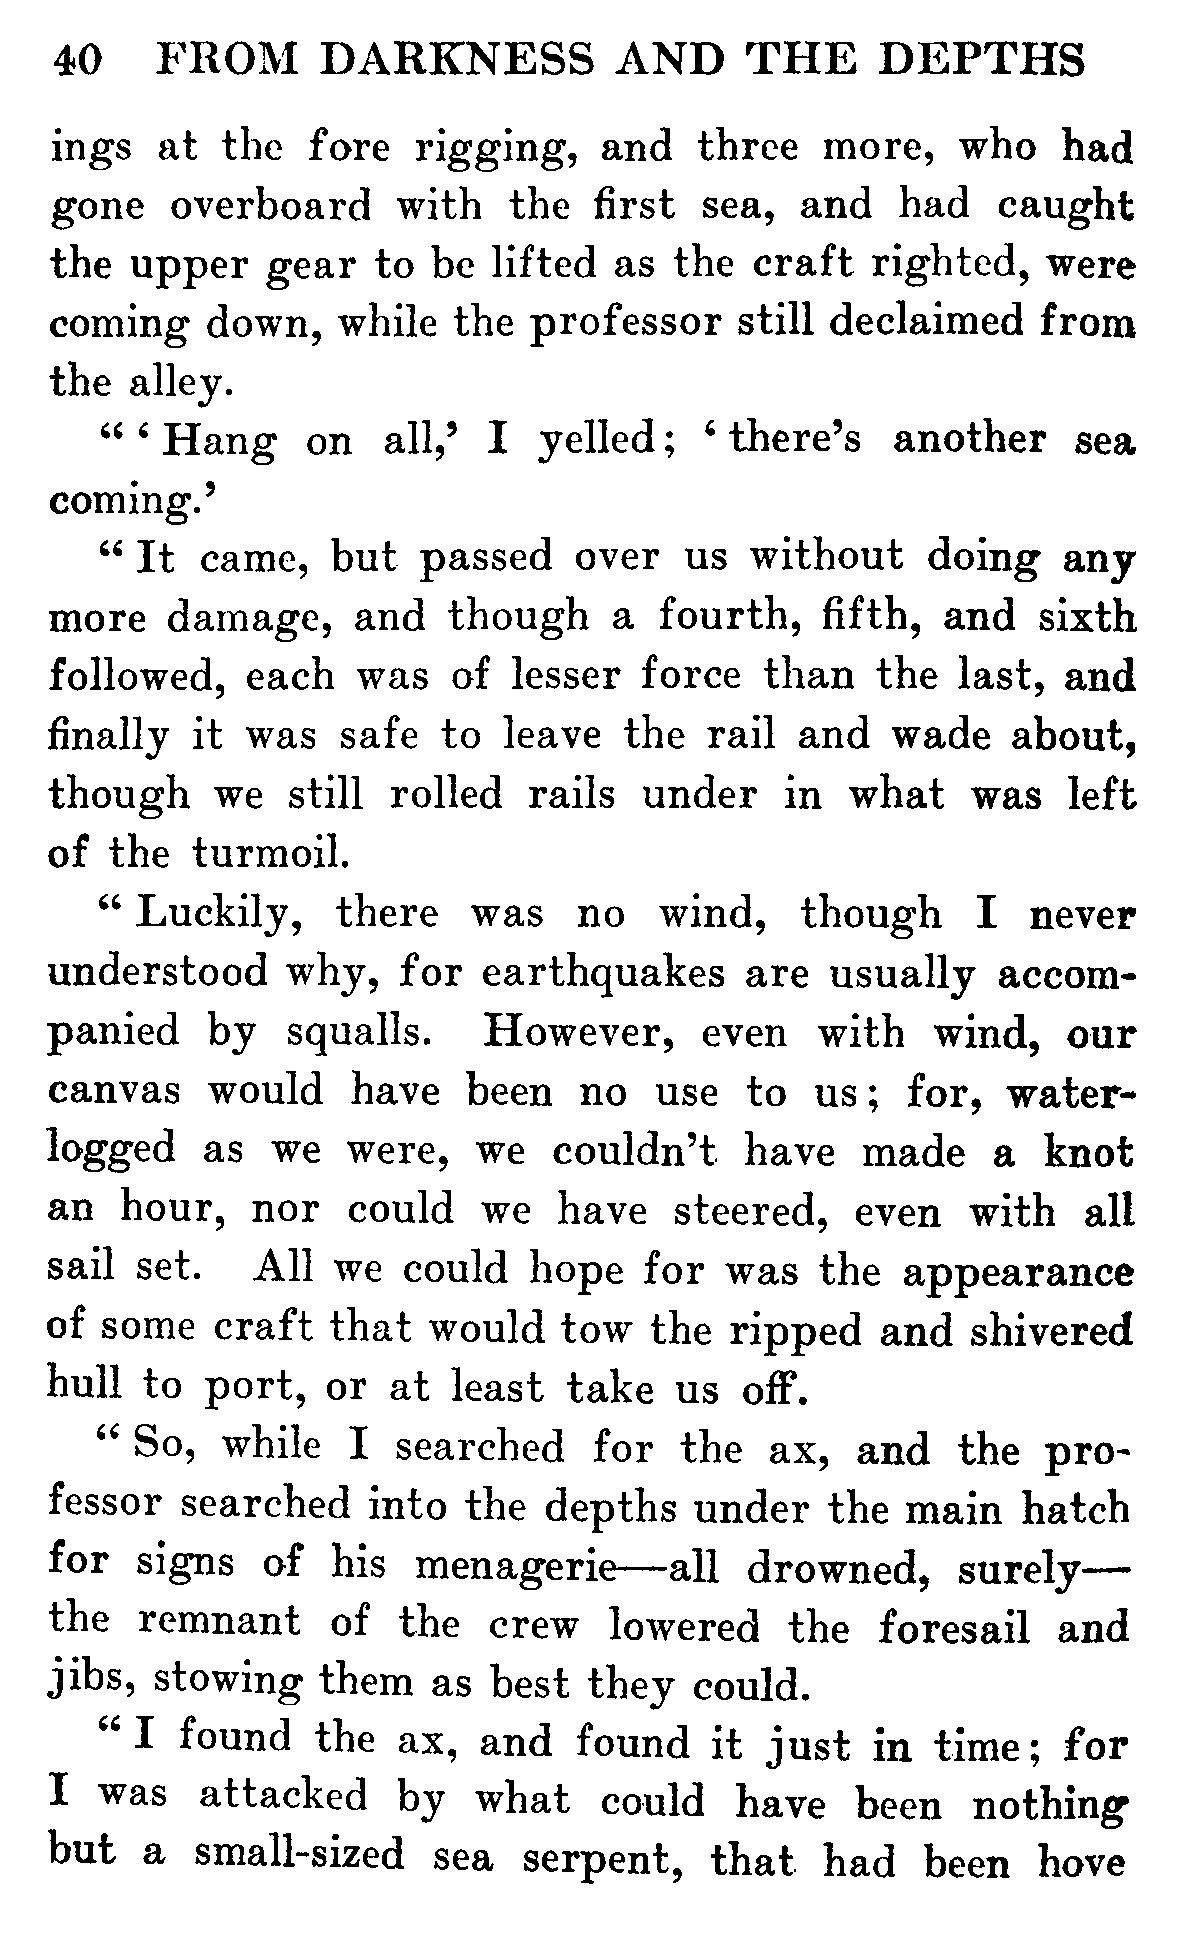 40 FROM DARKNESS AND THE DEPTHS
ings at the fore rigging, and three more, who had
gone overboard with the first sea, and had caught
the upper gear to be lifted as the craft righted, were
coming down, while the professor still declaimed from
the alley.
“ ‘ Hang on all,’ I yelled; ‘ there’s another sea
coming.’
“ It came, but passed over us without doing any
more damage, and though a fourth, fifth, and sixth
followed, each was of lesser force than the last, and
finally it was safe to leave the rail and wade about,
though we still rolled rails under in what was left
of the turmoil.
“ Luckily, there was no wind, though I never
understood why, for earthquakes are usually accom-
panied by squalls. However, even with wind, our
canvas would have been no use to us; for, water-
logged as we were, we couldn’t have made a knot
an hour, nor could we have steered, even with all
sail set. All we could hope for was the appearance
of some craft that would tow the ripped and shivered
hull to port, or at least take us off.
“ So, while I searched for the ax, and the pro-
fessor searched into the depths under the main hatch
for signs of his menagerie—all drowned, surely—
the remnant of the crew lowered the foresail and
jibs, stowing them as best they could.
“ I found the ax, and found it just in time; for
I was attacked by what could have been nothing
but a small-sized sea serpent, that had been hove